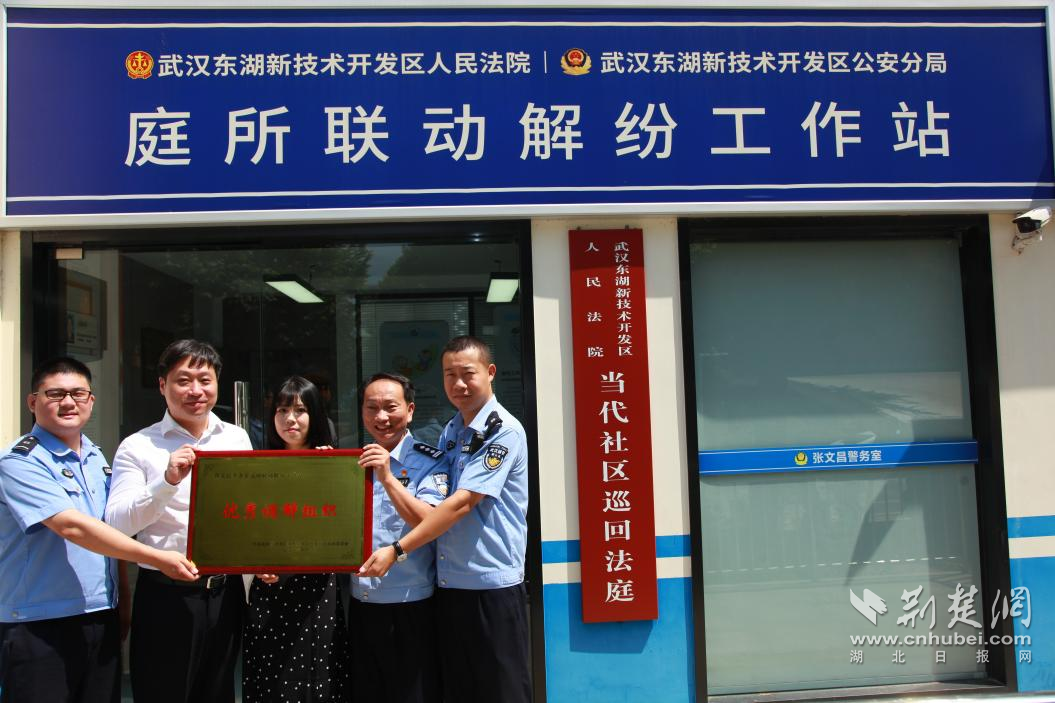 武汉东湖新技术开发区人民法院 | 武汉东湖新技术开发区公安分局
庭所联动解纷工作站
武汉东湖新技术开发区
人民法院
当代社区巡回法庭
优秀调解组织
张文昌警务室
荆楚网
www.cnhubei.com
湖北日报网